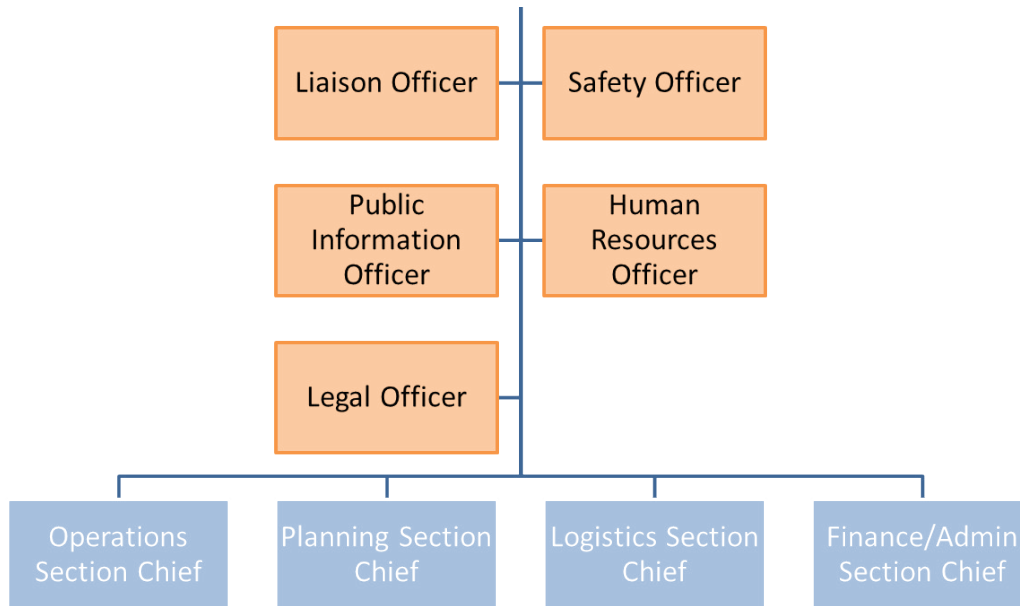 Liaison Officer
Safety Officer
Public
Information
Officer
Human
Resources
Officer
Legal Officer
Operations
Section Chief
Planning Section
Chief
Logistics Section
Chief
Finance/Admin
Section Chief